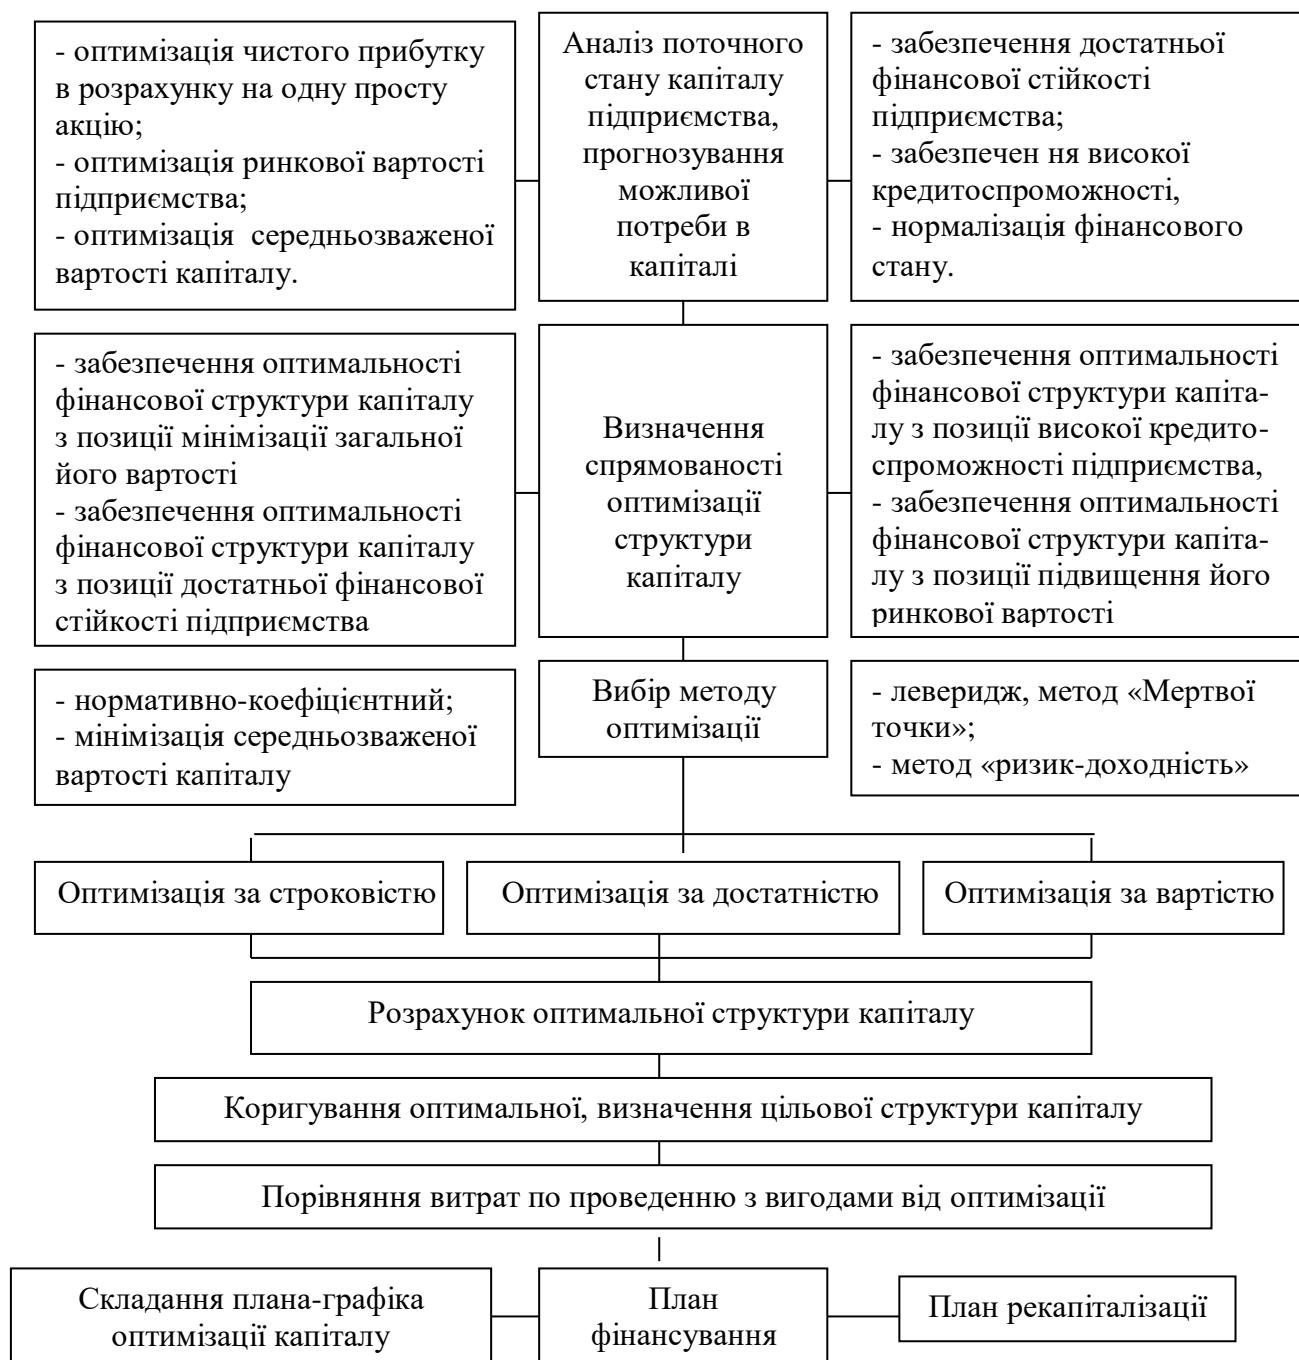 - оптимізація чистого прибутку
в розрахунку на одну просту
акцію;
- оптимізація ринкової вартості
підприємства;
- оптимізація середньозваженої
вартості капіталу.
Аналіз поточного
стану капіталу
підприємства,
прогнозування
можливої
потреби в
капіталі
- забезпечення достатньої
фінансової стійкості
підприємства;
- забезпечен ня високої
кредитоспроможності,
- нормалізація фінансового
стану.
- забезпечення оптимальності
фінансової структури капіталу
з позиції мінімізації загальної
його вартості
- забезпечення оптимальності
фінансової структури капіталу
з позиції достатньої фінансової
стійкості підприємства
Визначення
спрямованості
оптимізації
структури
капіталу
- забезпечення оптимальності
фінансової структури капіта-
лу з позиції високої кредито-
спроможності підприємства,
- забезпечення оптимальності
фінансової структури капіта-
лу з позиції підвищення його
ринкової вартості
- нормативно-коефіцієнтний;
- мінімізація середньозваженої
вартості капіталу
Вибір методу
оптимізації
- леверидж, метод «Мертвої
точки»;
- метод «ризик-доходність»
Оптимізація за строковістю
Оптимізація за достатністю
Оптимізація за вартістю
Розрахунок оптимальної структури капіталу
Коригування оптимальної, визначення цільової структури капіталу
Порівняння витрат по проведенню з вигодами від оптимізації
Складання плана-графіка
оптимізації капіталу
План
фінансування
План рекапіталізації